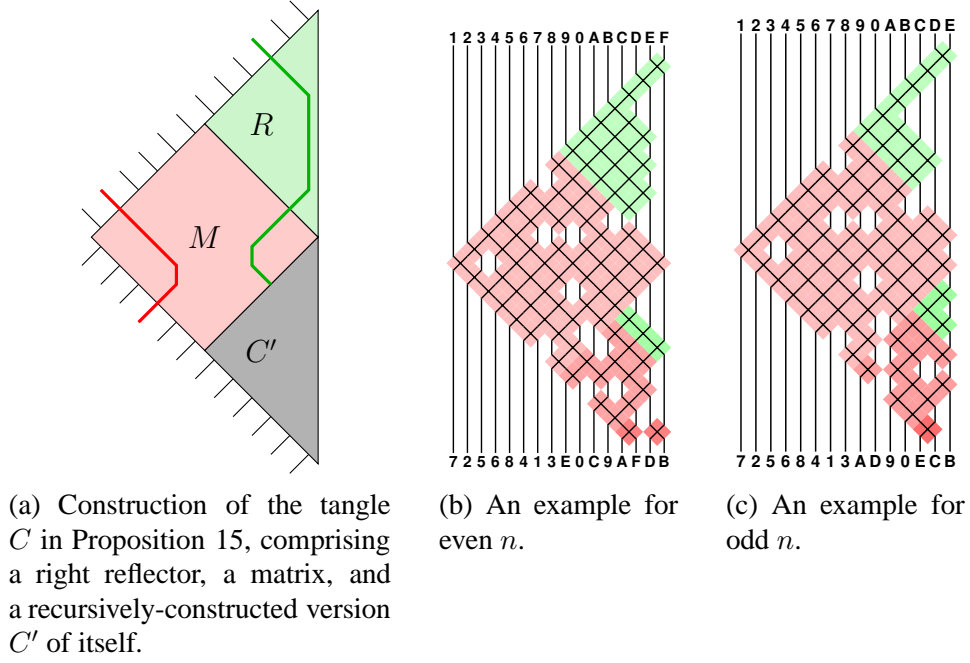 1 2 3 4 5 6 7 8 9 0 A B C D E F
1 2 3 4 5 6 7 8 9 0 A B C D E
R
M
C′
7 2 5 6 8 4 1 3 E 0 C 9 A F D B
7 2 5 6 8 4 1 3 A D 9 0 E C B
(a) Construction of the tangle
C in Proposition 15, comprising
a right reflector, a matrix, and
a recursively-constructed version
C′ of itself.
(b) An example for
even n.
(c) An example for
odd n.